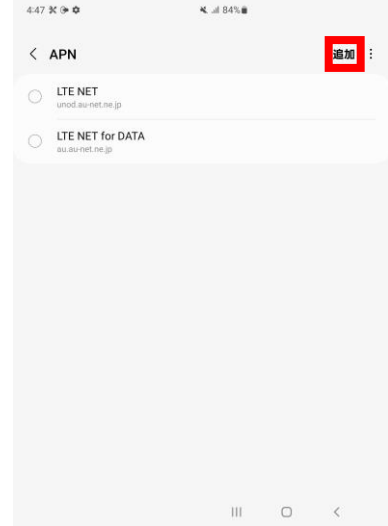 4:47 84%
APN 追加
LTE NET
unod.au-net.ne.jp
LTE NET for DATA
au.au-net.ne.jp